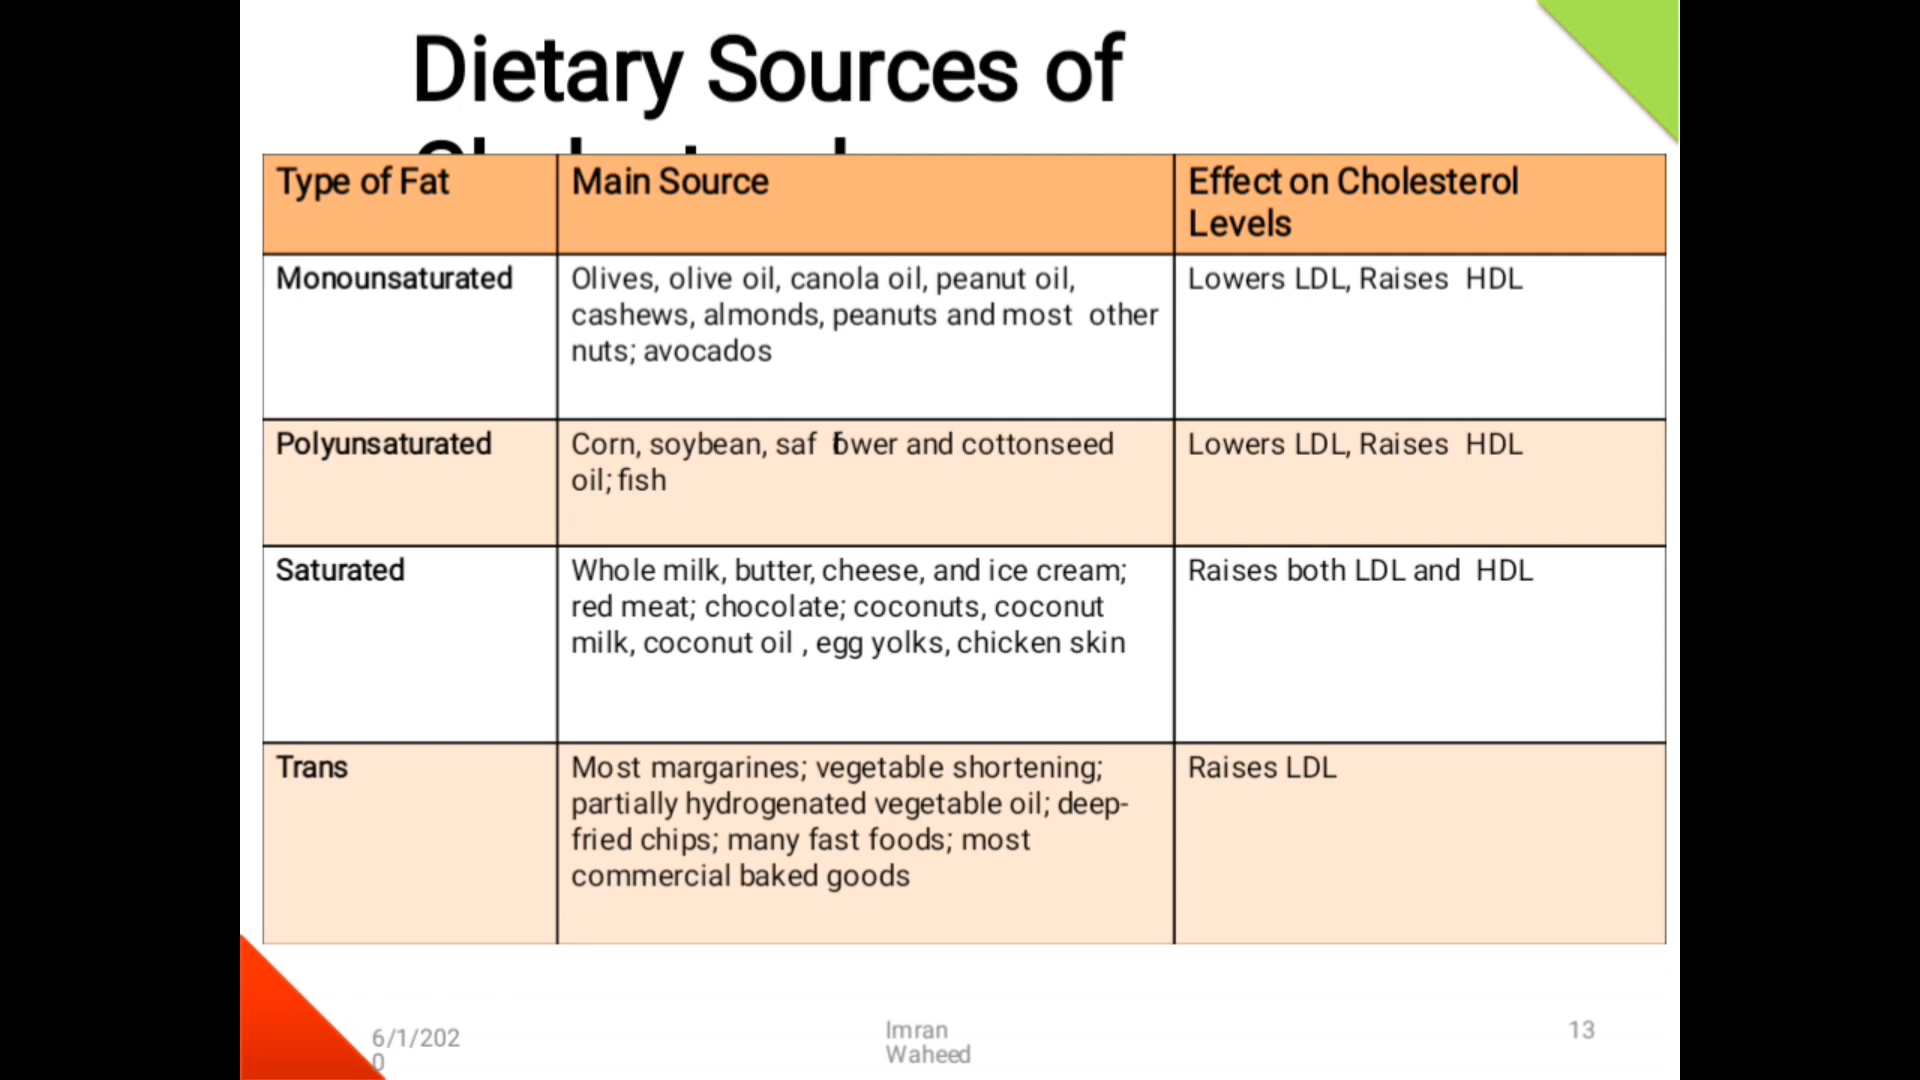 Dietary Sources of
Type of Fat
Main Source
Effect on Cholesterol
Levels
Monounsaturated
Olives, olive oil, canola oil, peanut oil,
cashews, almonds, peanuts and most other
nuts; avocados
Lowers LDL, Raises HDL
Polyunsaturated
Corn, soybean, safflower and cottonseed
oil; fish
Lowers LDL, Raises HDL
Saturated
Whole milk, butter, cheese, and ice cream;
red meat; chocolate; coconuts, coconut
milk, coconut oil , egg yolks, chicken skin
Raises both LDL and HDL
Trans
Most margarines; vegetable shortening;
partially hydrogenated vegetable oil; deep-
fried chips; many fast foods; most
commercial baked goods
Raises LDL
6/1/202
0
Imran
Waheed
13